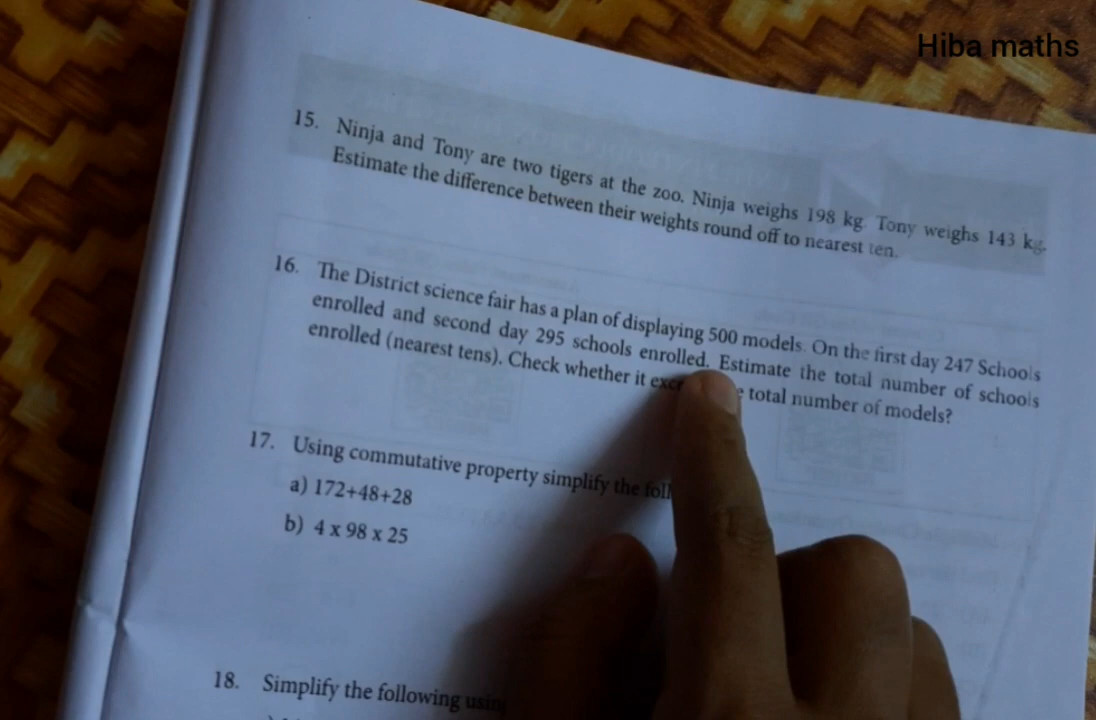 Hiba maths
15. Ninja and Tony are two tigers at the zoo. Ninja weighs 198 kg. Tony weighs 143 kg.
Estimate the difference between their weights round off to nearest ten.
16. The District science fair has a plan of displaying 500 models. On the first day 247 Schools
enrolled and second day 295 schools enrolled. Estimate the total number of schools
enrolled (nearest tens). Check whether it total number of models?
17. Using commutative property simplify the
a) 172+48+28
b) 4 x 98 x 25
18. Simplify the following